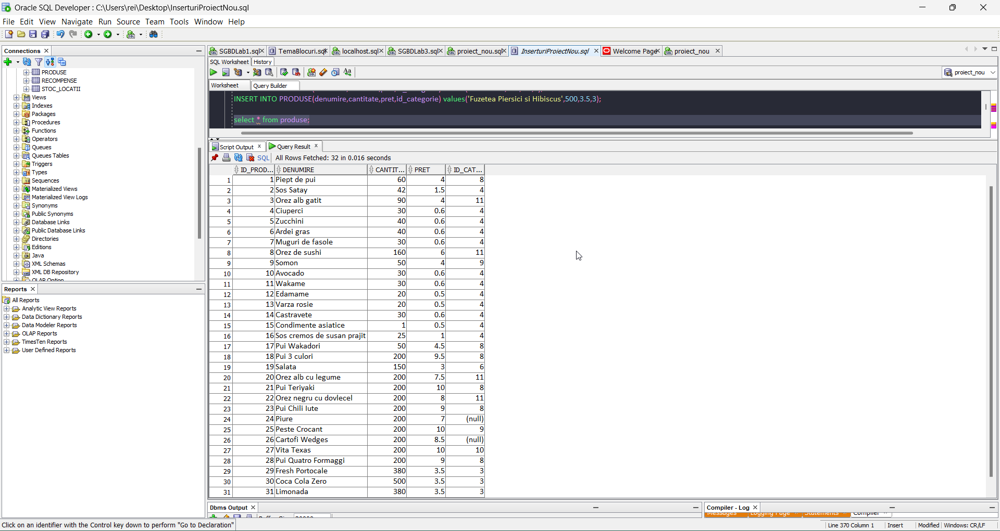 Oracle SQL Developer : C:\Users\rei\Desktop\InserturiProiectNou.sql
File Edit View Navigate Run Source Team Tools Window Help
Connections
PRODUSE
RECOMPENSE
STOC_LOCATII
Views
Indexes
Packages
Procedures
Functions
Operators
Queues
Queues Tables
Triggers
Types
Sequences
Materialized Views
Materialized View Logs
Synonyms
Public Synonyms
Database Links
Public Database Links
Directories
Editions
Java
XML Schemas
XML DB Repository
OLAP Option
Reports
All Reports
Analytic View Reports
Data Dictionary Reports
Data Modeler Reports
OLAP Reports
TimesTen Reports
User Defined Reports
SGBDLab1.sql TemaBlocuri.sql localhost.sql SGBDLab3.sql proiect_nou.sql InserturiProiectNou.sql Welcome Page proiect_nou
SQL Worksheet History
proiect_nou
Worksheet Query Builder
INSERT INTO PRODUSE(denumire,cantitate,pret,id_categorie) values('Fuzetea Piersici si Hibiscus',500,3.5,3);
select * from produse;
Script Output Query Result
SQL All Rows Fetched: 32 in 0.016 seconds
ID_PROD... DENUMIRE CANTIT... PRET ID_CAT...
1 1 Piept de pui 60 4 8
2 2 Sos Satay 42 1.5 4
3 3 Orez alb gatit 90 4 11
4 4 Ciuperci 30 0.6 4
5 5 Zucchini 40 0.6 4
6 6 Ardei gras 40 0.6 4
7 7 Muguri de fasole 30 0.6 4
8 8 Orez de sushi 160 6 11
9 9 Somon 50 4 9
10 10 Avocado 30 0.6 4
11 11 Wakame 30 0.6 4
12 12 Edamame 20 0.5 4
13 13 Varza rosie 20 0.5 4
14 14 Castravete 30 0.6 4
15 15 Condimente asiatice 1 0.5 4
16 16 Sos cremos de susan prajit 25 1 4
17 17 Pui Wakadori 50 4.5 8
18 18 Pui 3 culori 200 9.5 8
19 19 Salata 150 3 6
20 20 Orez alb cu legume 200 7.5 11
21 21 Pui Teriyaki 200 10 8
22 22 Orez negru cu dovlecel 200 8 11
23 23 Pui Chili Iute 200 9 8
24 24 Piure 200 7 (null)
25 25 Peste Crocant 200 10 9
26 26 Cartofi Wedges 200 8.5 (null)
27 27 Vita Texas 200 10 10
28 28 Pui Quatro Formaggi 200 9 8
29 29 Fresh Portocale 380 3.5 3
30 30 Coca Cola Zero 500 3.5 3
31 31 Limonada 380 3.5 3
Dbms Output
Compiler - Log
Messages Logging Page Statements Compiler
Click on an identifier with the Control key down to perform "Go to Declaration"
Line 370 Column 1 Insert Modified Windows: CR/LF